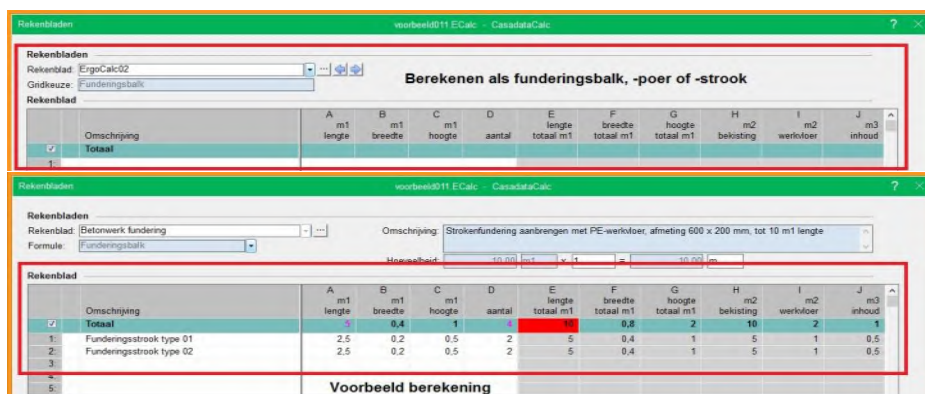 Rekenbladen voorbeeld011.ECalc - CasadataCalc ? ×
Rekenbladen
Rekenblad: ErgoCalc02 ...
Gridkeuze: Funderingsbalk
Berekenen als funderingsbalk, -poer of -strook
Rekenblad
A B C D E F G H I J
m1 m1 m1 lengte breedte hoogte m2 m2 m3
Omschrijving lengte breedte hoogte aantal totaal m1 totaal m1 totaal m1 bekisting werkvloer inhoud
Totaal
1:
Rekenbladen voorbeeld011.ECalc - CasadataCalc ? ×
Rekenbladen
Rekenblad: Betonwerk fundering ... Omschrijving: Strokenfundering aanbrengen met PE-werkvloer, afmeting 600 x 200 mm, tot 10 m1 lengte
Formule: Funderingsbalk
Hoeveelheid: 10,00 m1 x 1 = 10,00 m
Rekenblad
A B C D E F G H I J
m1 m1 m1 lengte breedte hoogte m2 m2 m3
Omschrijving lengte breedte hoogte aantal totaal m1 totaal m1 totaal m1 bekisting werkvloer inhoud
Totaal 5 0,4 1 4 10 0,8 2 10 2 1
1: Funderingsstrook type 01 2,5 0,2 0,5 2 5 0,4 1 5 1 0,5
2: Funderingsstrook type 02 2,5 0,2 0,5 2 5 0,4 1 5 1 0,5
3:
4:
5:
Voorbeeld berekening